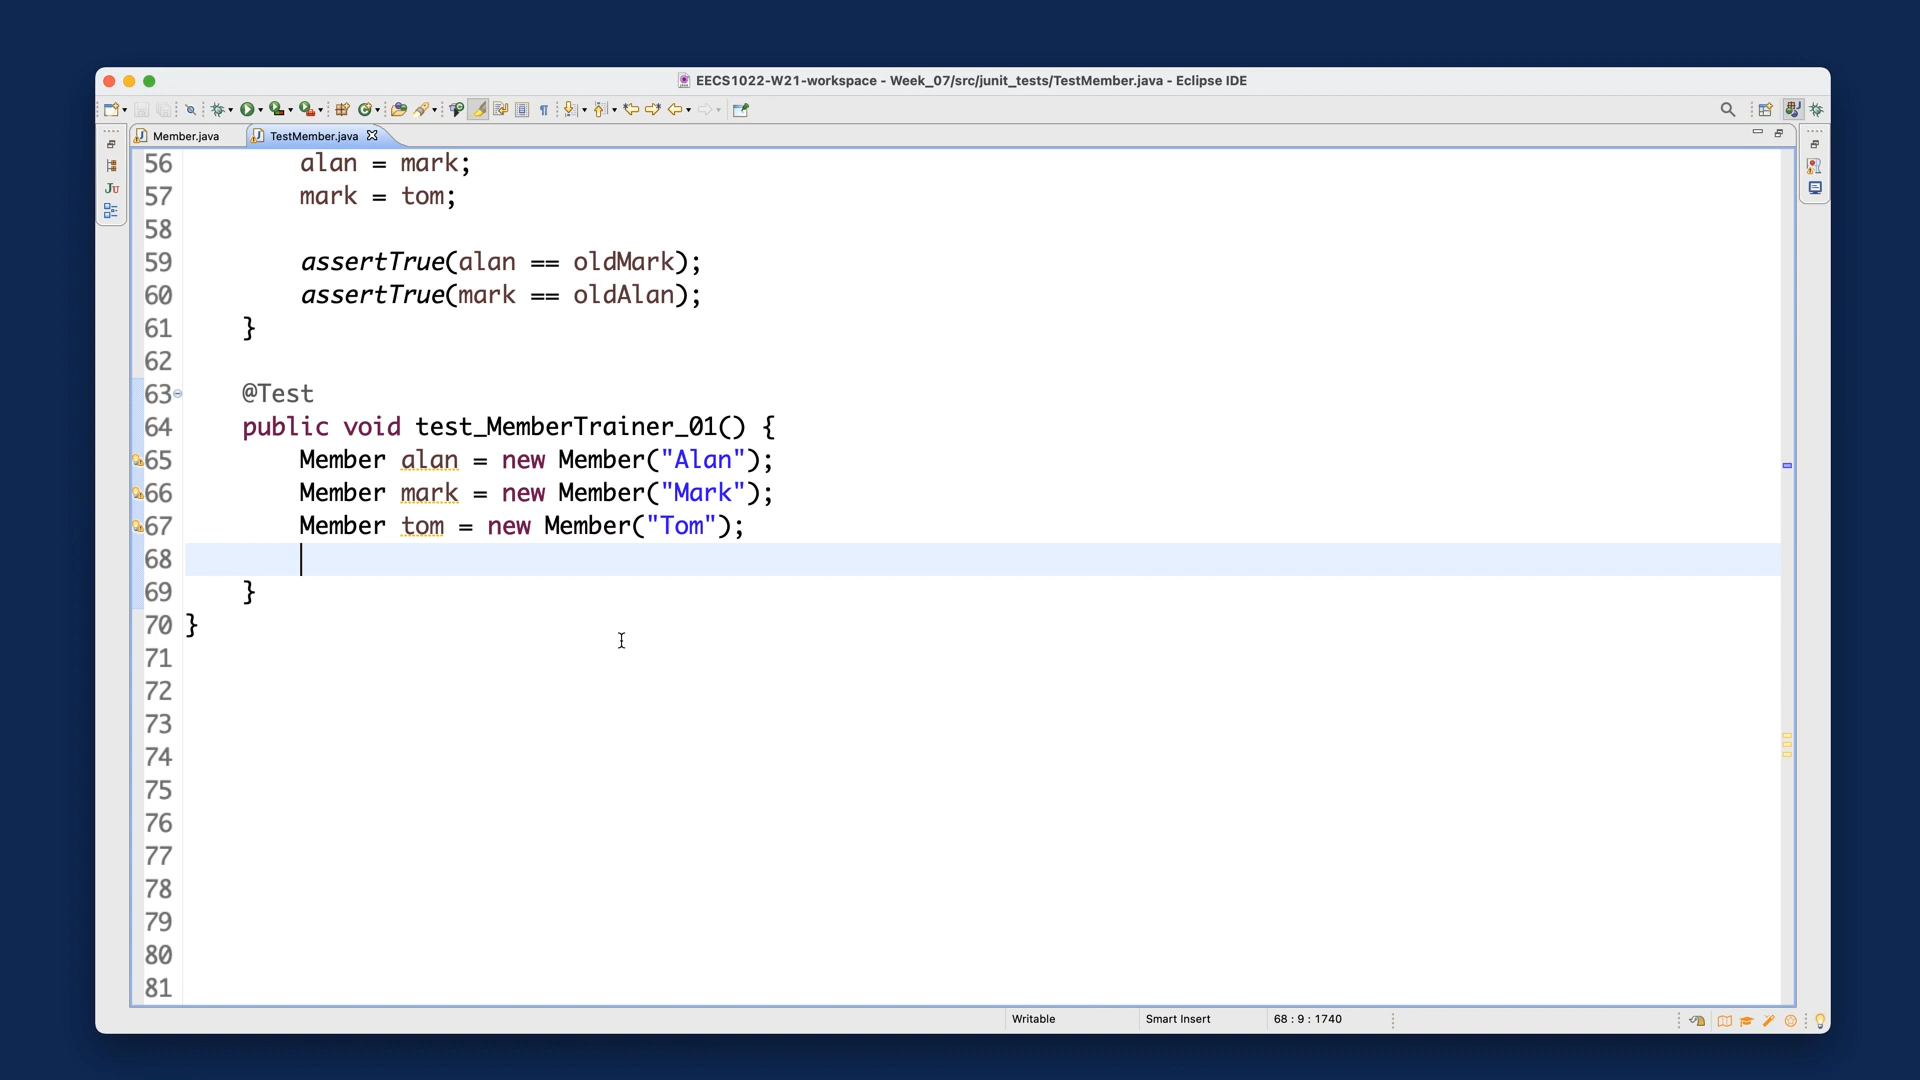 EECS1022-W21-workspace - Week_07/src/junit_tests/TestMember.java - Eclipse IDE
Member.java
TestMember.java
56 alan = mark;
57 mark = tom;
58
59 assertTrue(alan == oldMark);
60 assertTrue(mark == oldAlan);
61 }
62
63 @Test
64 public void test_MemberTrainer_01() {
65 Member alan = new Member("Alan");
66 Member mark = new Member("Mark");
67 Member tom = new Member("Tom");
68
69 }
70 }
71
72
73
74
75
76
77
78
79
80
81
Writable
Smart Insert
68 : 9 : 1740